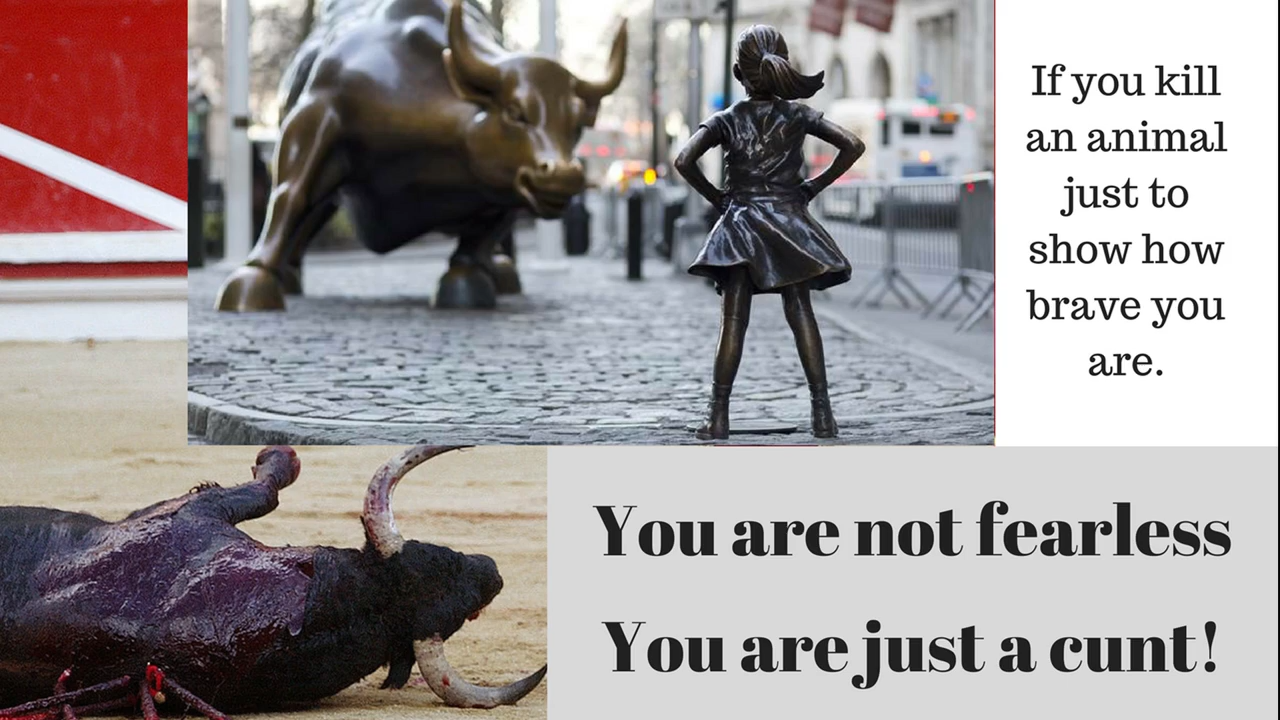 If you kill
an animal
just to
show how
brave you
are.
You are not fearless
You are just a cunt!